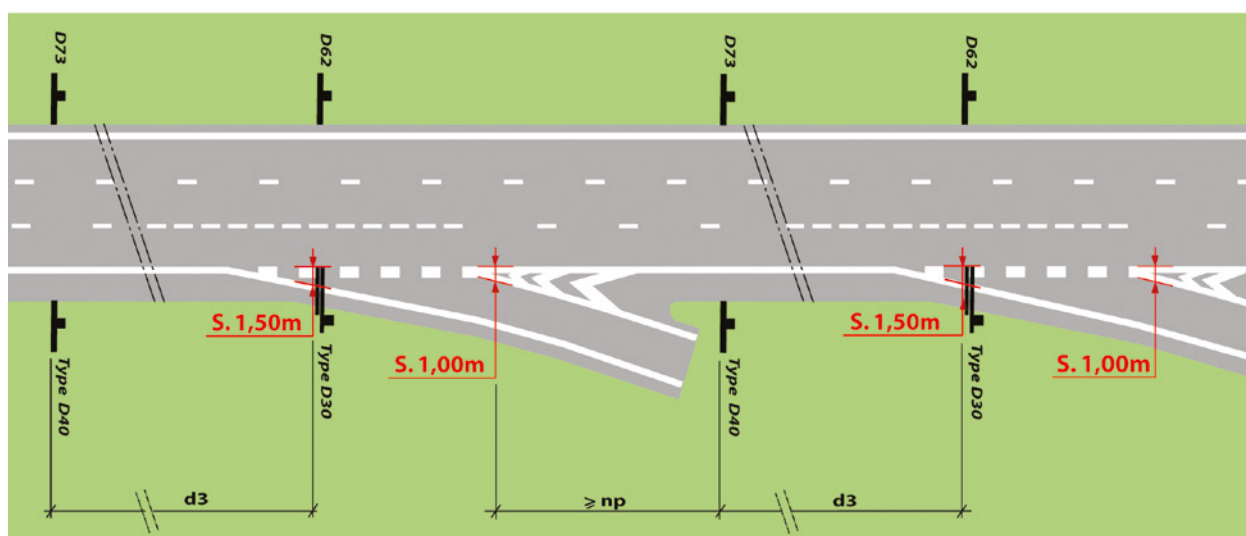 D73
D62
D73
D62
S. 1,50m
S. 1,00m
S. 1,50m
S. 1,00m
Type D40
Type D30
Type D40
Type D30
d3
⩾ np
d3